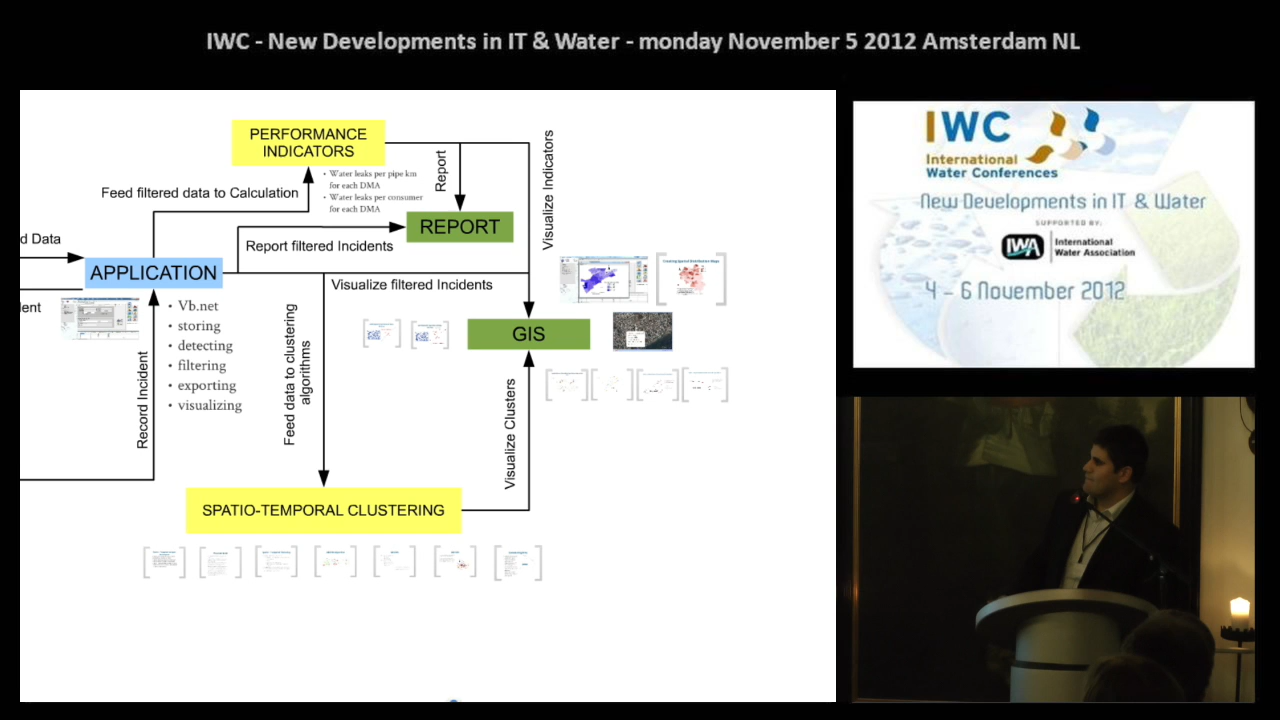 IWC - New Developments in IT & Water - monday November 5 2012 Amsterdam NL
PERFORMANCE
INDICATORS
Feed filtered data to Calculation
• Water leaks per pipe km
for each DMA
• Water leaks per consumer
for each DMA
Report
Visualize Indicators
REPORT
Report filtered Incidents
d Data
APPLICATION
Visualize filtered Incidents
ent
• Vb.net
• storing
• detecting
• filtering
• exporting
• visualizing
Record Incident
Feed data to clustering
algorithms
GIS
Visualize Clusters
SPATIO-TEMPORAL CLUSTERING
IWC
International
Water Conferences
New Developments in IT & Water
SUPPORTED BY:
IWA
International
Water Association
4 – 6 November 2012